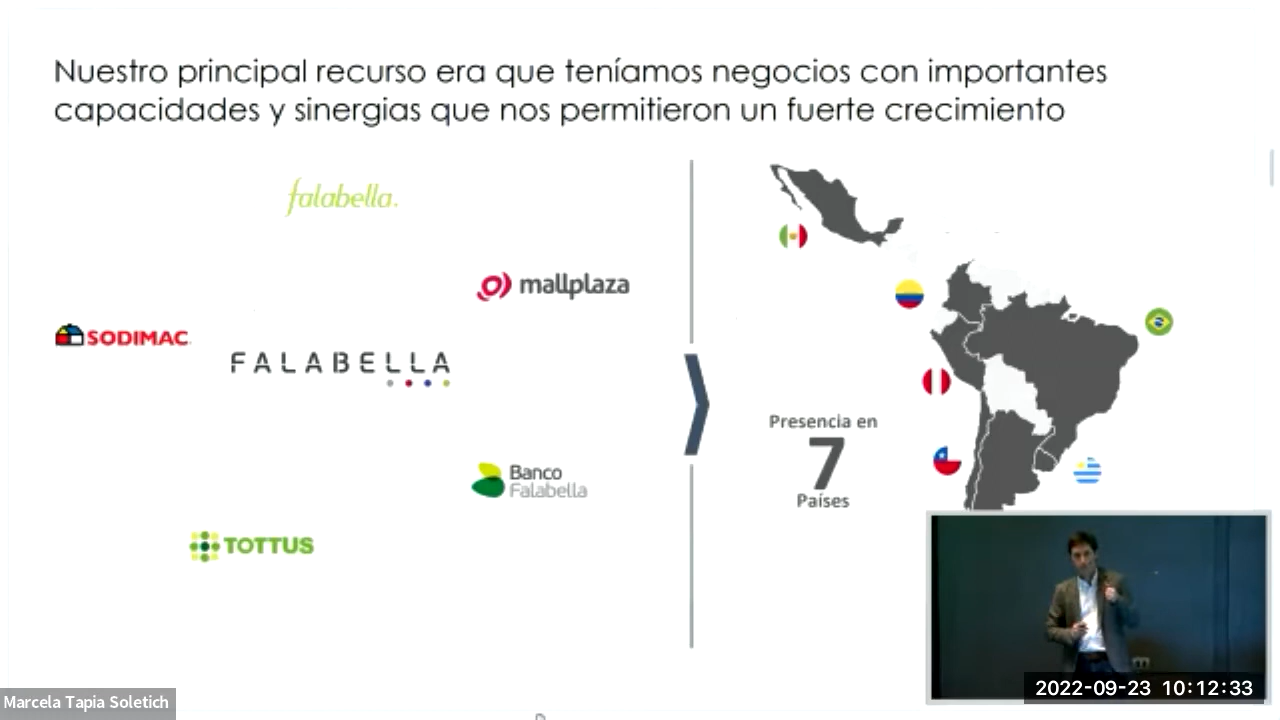 Nuestro principal recurso era que teníamos negocios con importantes
capacidades y sinergias que nos permitieron un fuerte crecimiento
falabella.
mallplaza
SODIMAC
FALABELLA
Banco
Falabella
TOTTUS
Presencia en
7
Países
2022-09-23 10:12:33
Marcela Tapia Soletich